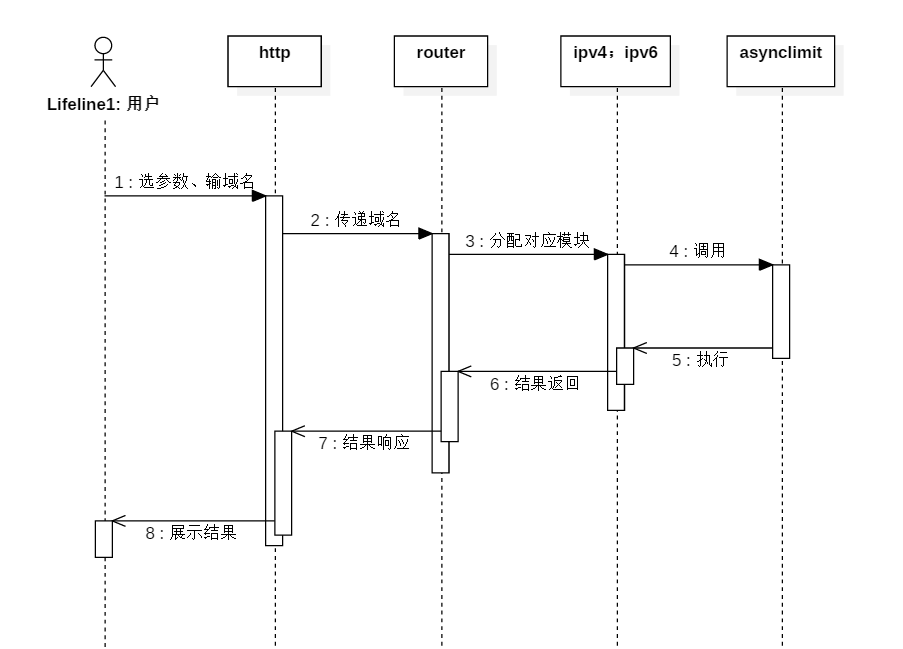 http
router
ipv4；ipv6
asynclimit
Lifeline1: 用户
1 : 选参数、输域名
2 : 传递域名
3 : 分配对应模块
4 : 调用
5 : 执行
6 : 结果返回
7 : 结果响应
8 : 展示结果